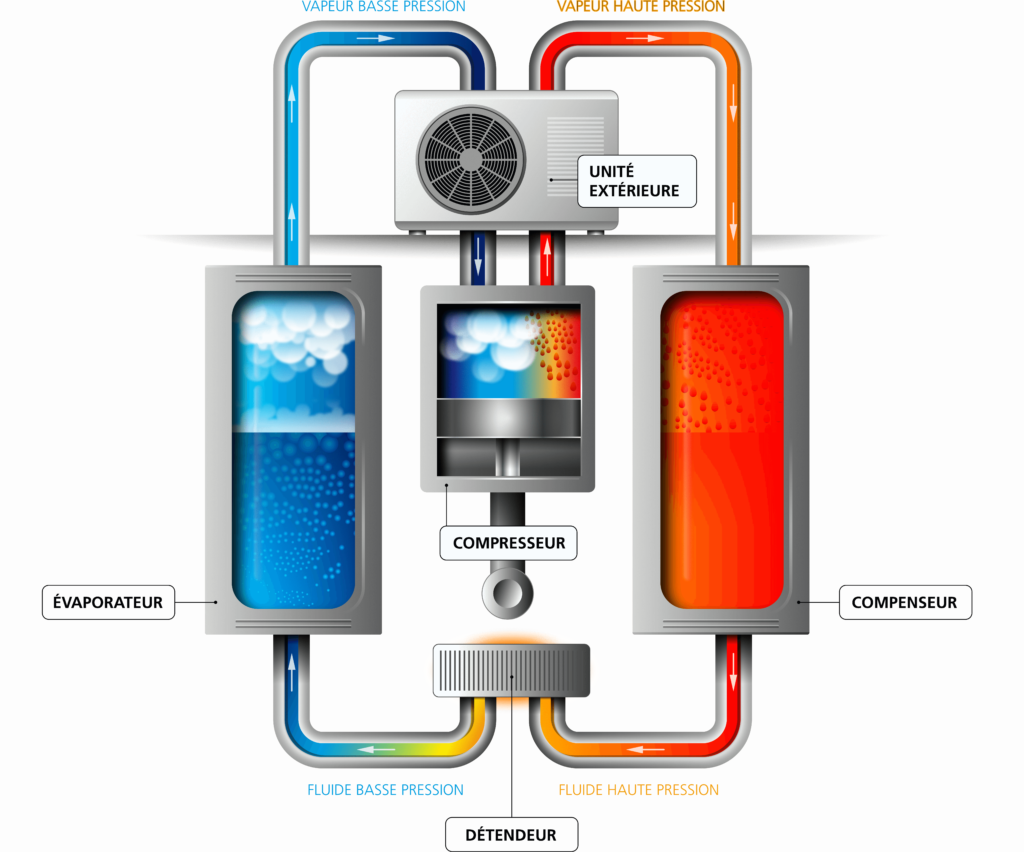 VAPEUR BASSE PRESSION
VAPEUR HAUTE PRESSION
UNITÉ
EXTÉRIEURE
COMPRESSEUR
ÉVAPORATEUR
COMPENSEUR
FLUIDE BASSE PRESSION
FLUIDE HAUTE PRESSION
DÉTENDEUR